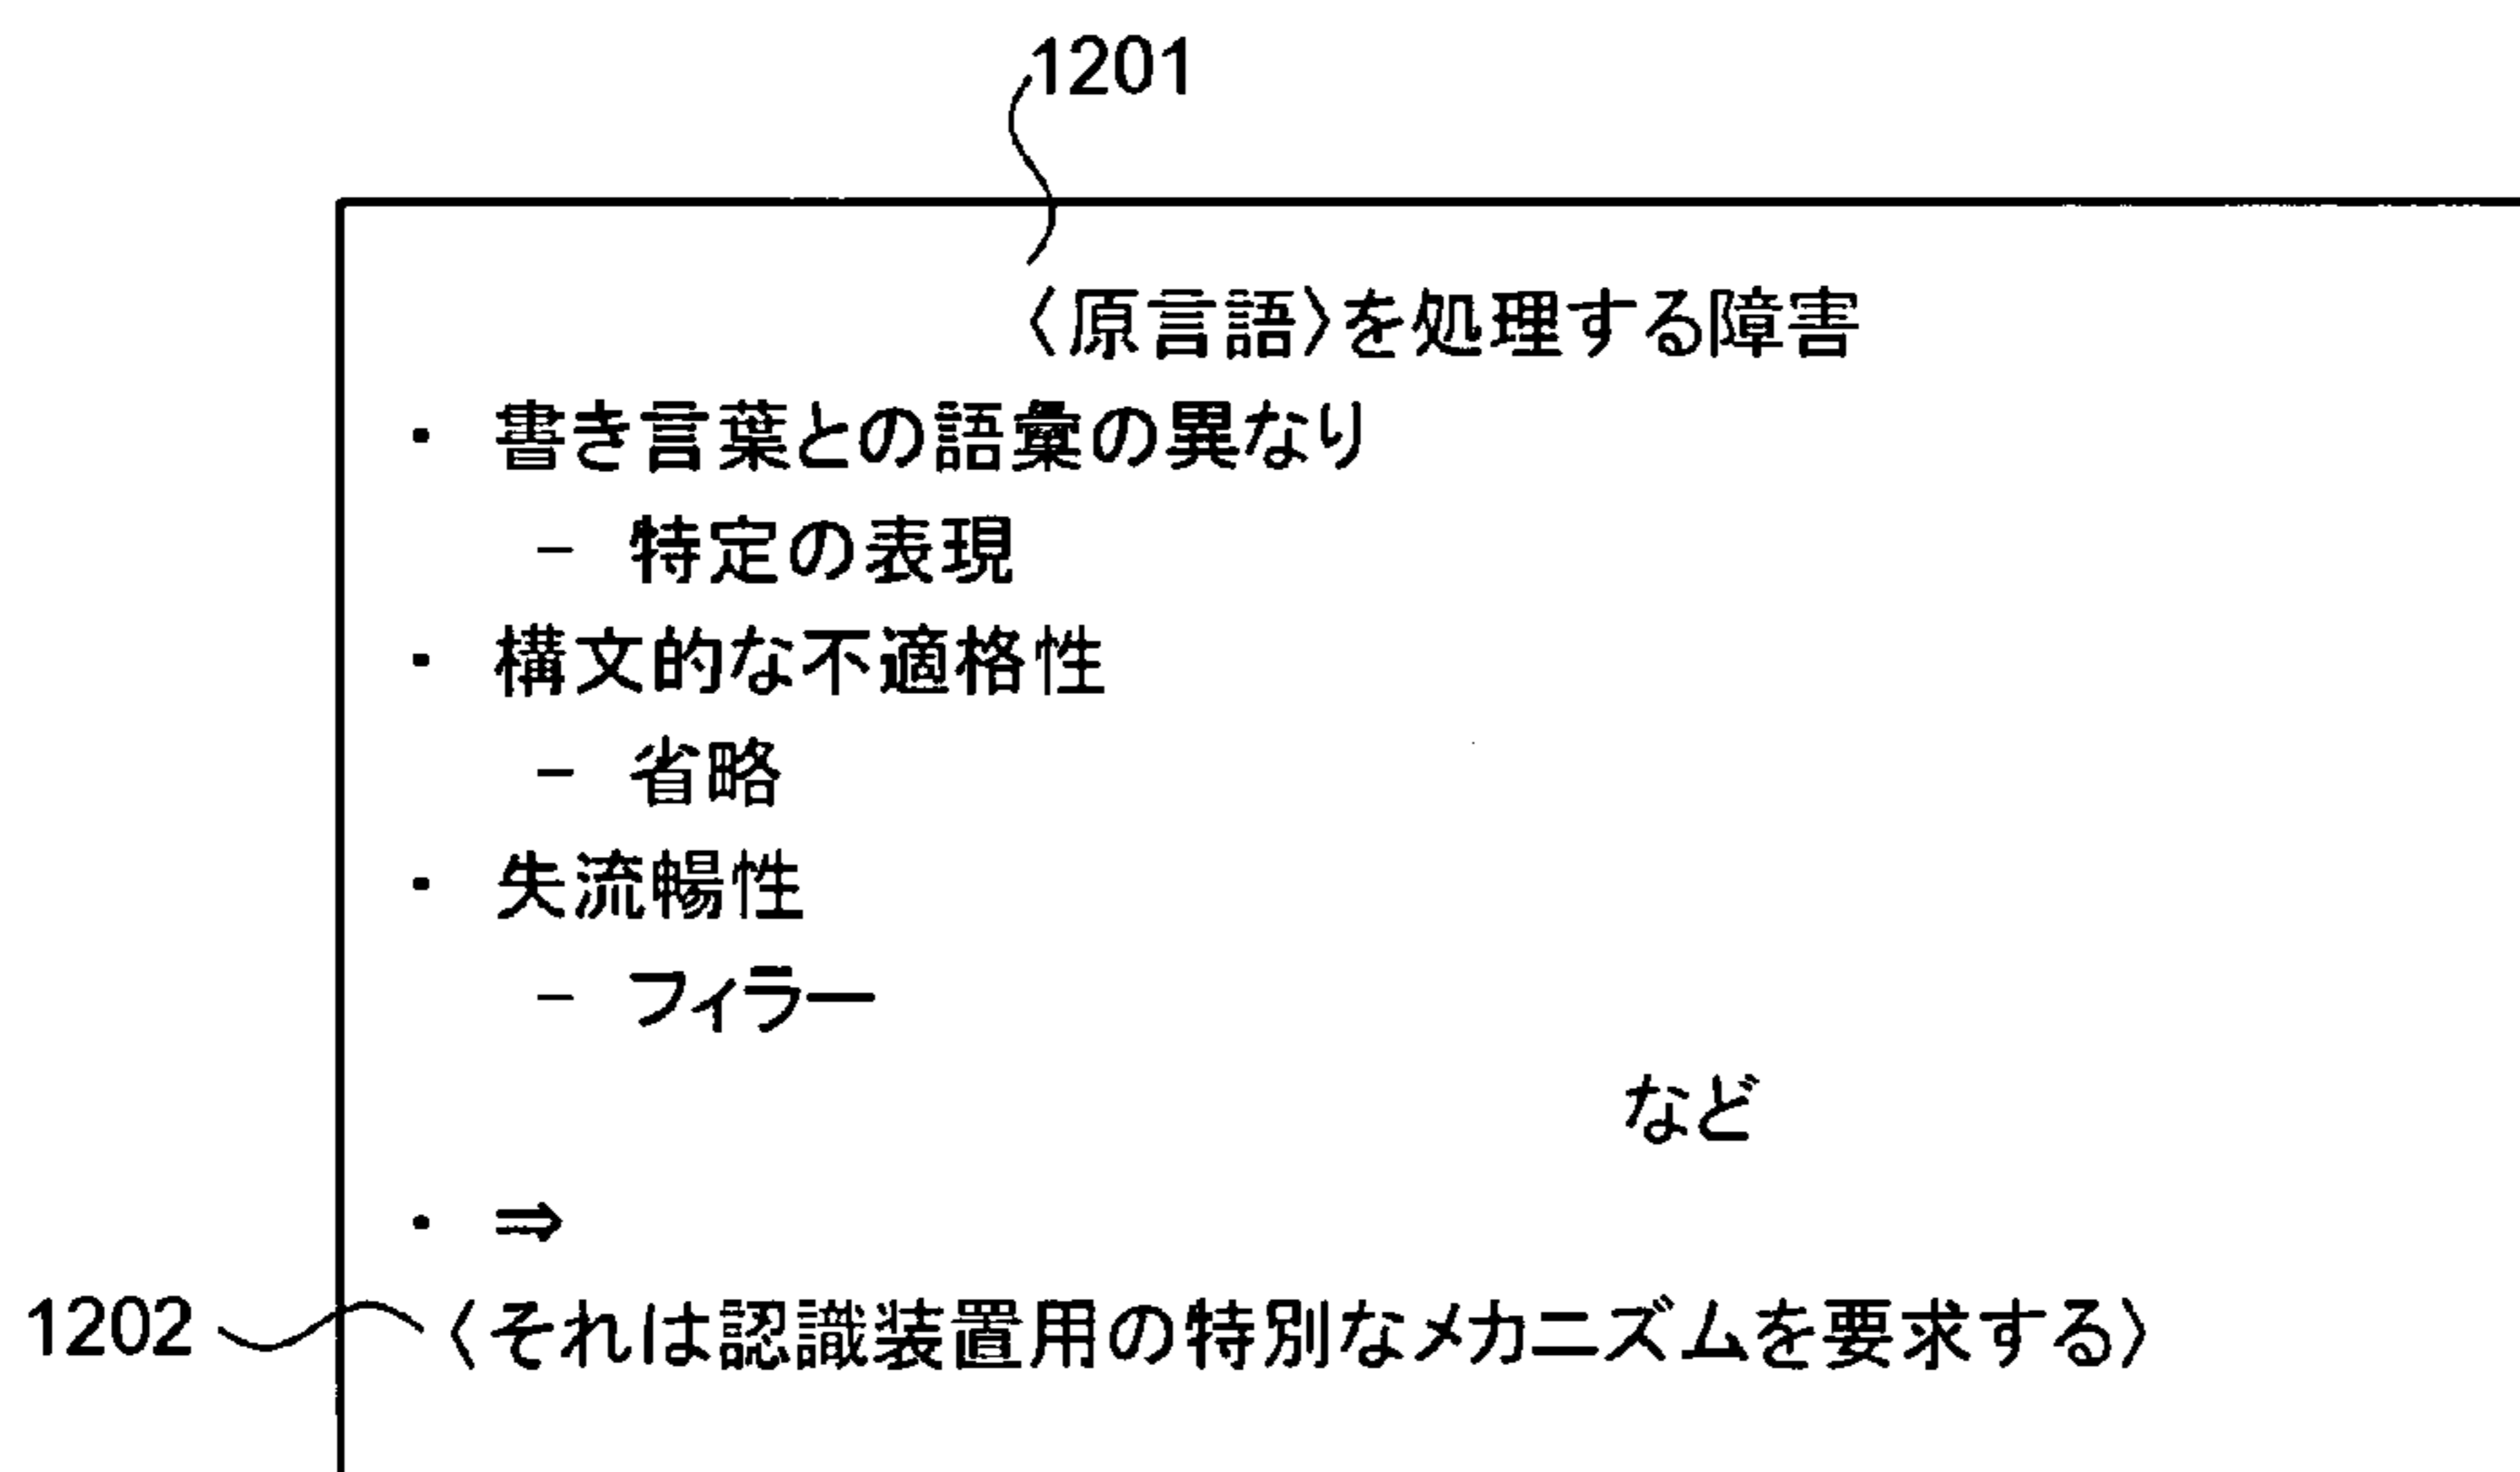 1201
〈原言語〉を処理する障害
・ 書き言葉との語彙の異なり
− 特定の表現
・ 構文的な不適格性
− 省略
・ 失流暢性
− フィラー
など
・ ⇒
1202 〈それは認識装置用の特別なメカニズムを要求する〉